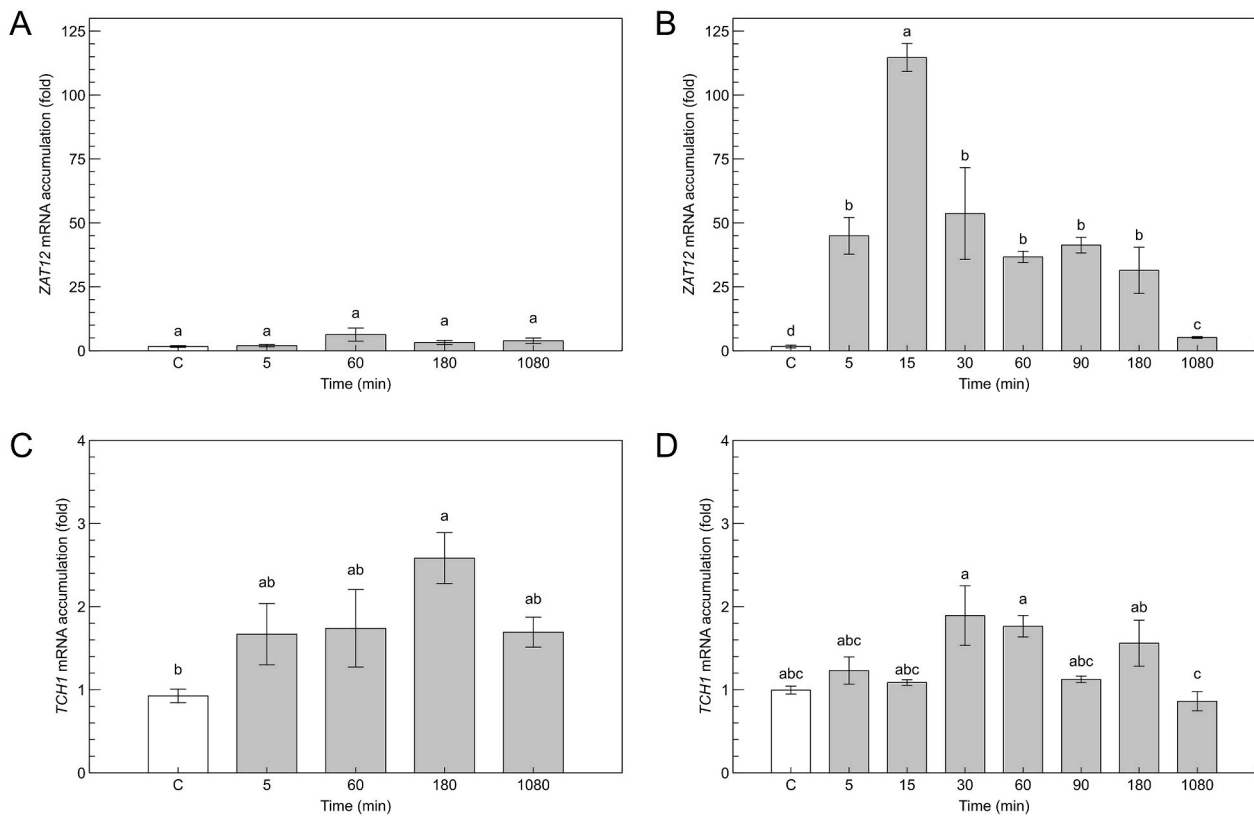 A
ZAT12 mRNA accumulation (fold)
125
100
75
50
25
0
a a a a a
C 5 60 180 1080
Time (min)
B
ZAT12 mRNA accumulation (fold)
125
100
75
50
25
0
d b a b b b b c
C 5 15 30 60 90 180 1080
Time (min)
C
TCH1 mRNA accumulation (fold)
4
3
2
1
0
b ab ab a ab
C 5 60 180 1080
Time (min)
D
TCH1 mRNA accumulation (fold)
4
3
2
1
0
abc abc abc a a abc ab c
C 5 15 30 60 90 180 1080
Time (min)